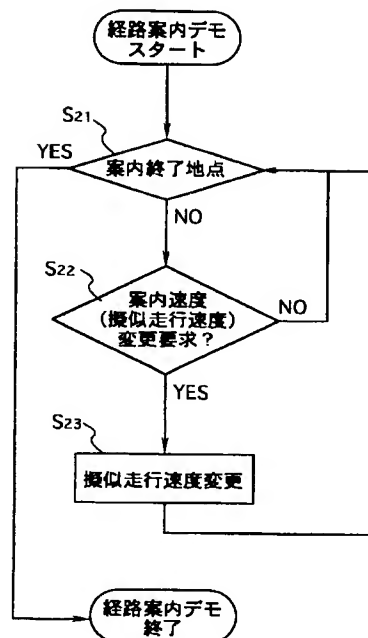 経路案内デモ
スタート
S21
YES
案内終了地点
NO
S22
案内速度
(擬似走行速度)
変更要求?
NO
YES
S23
擬似走行速度変更
経路案内デモ
終了